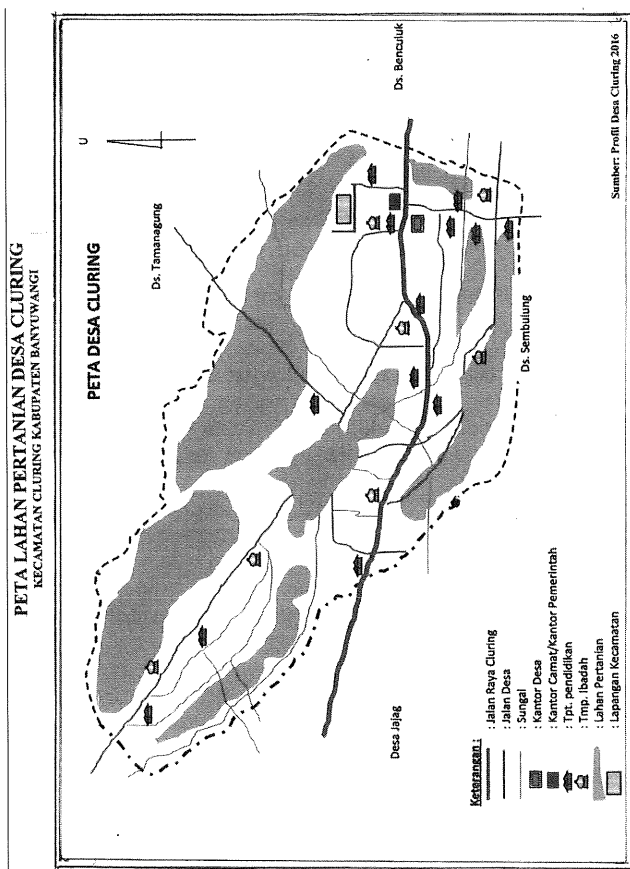 PETA LAHAN PERTANIAN DESA CLURING
KECAMATAN CLURING KABUPATEN BANYUWANGI
PETA DESA CLURING
U
Ds. Tamanagung
Ds. Benculuk
Desa Jajag
Ds. Sembulung
Keterangan :
: Jalan Raya Cluring
: Jalan Desa
: Sungai
: Kantor Desa
: Kantor Camat/Kantor Pemerintah
: Tpt. pendidikan
: Tmp. Ibadah
: Lahan Pertanian
: Lapangan Kecamatan
Sumber: Profil Desa Cluring 2016